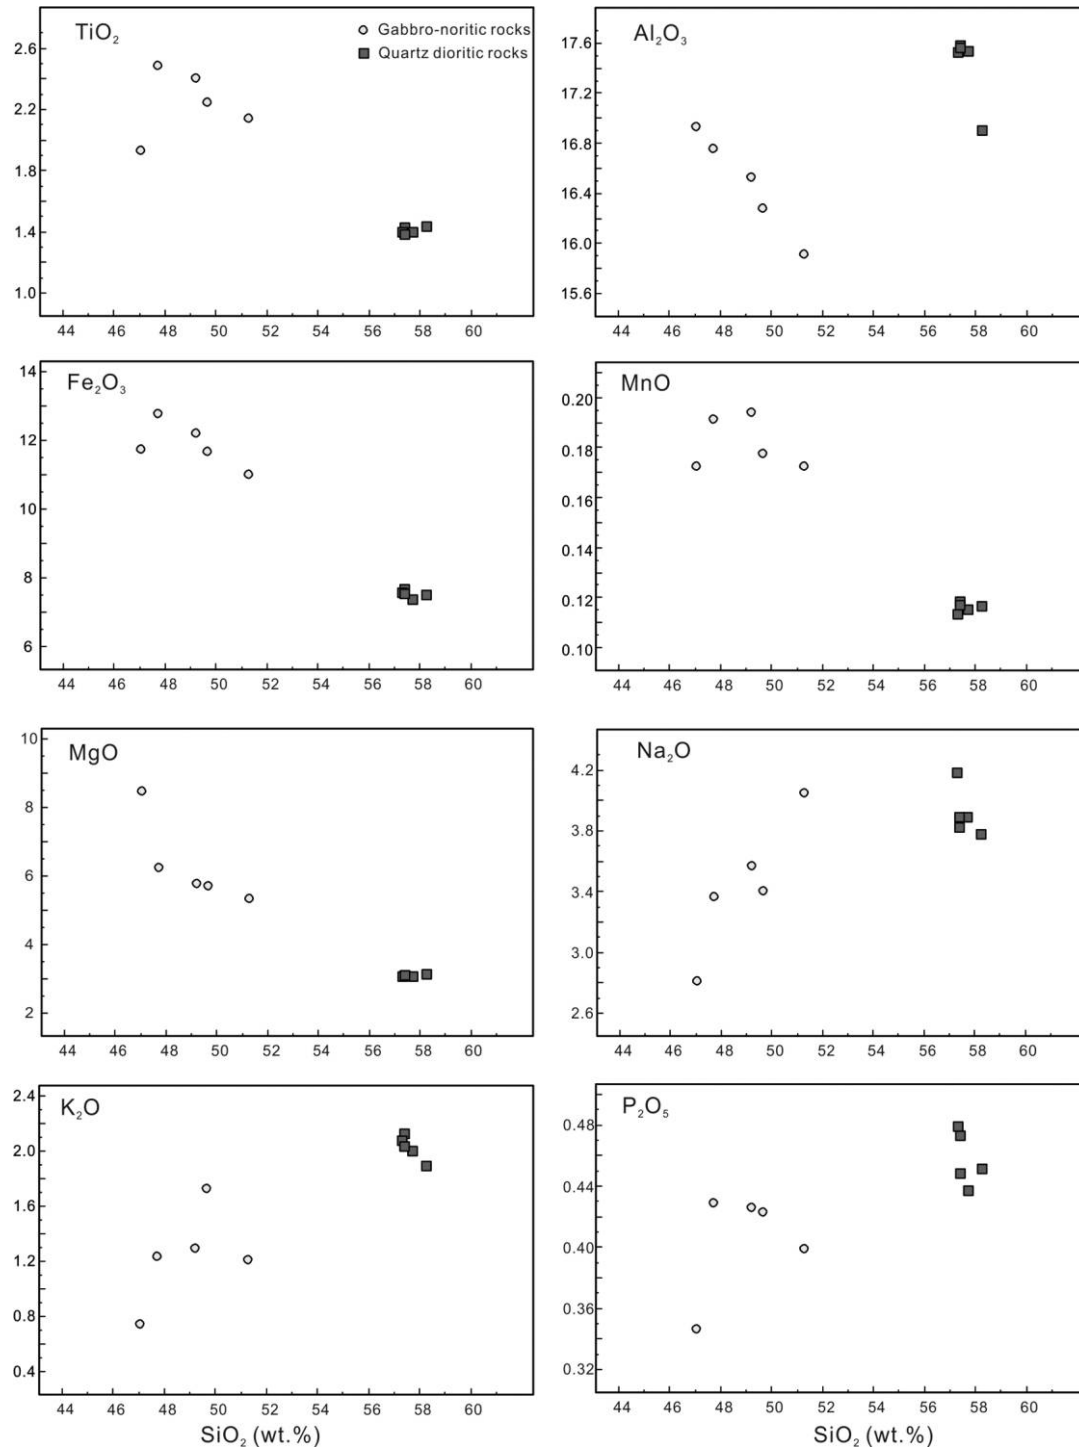 TiO₂
Gabbro-noritic rocks
Quartz dioritic rocks
2.6
2.2
1.8
1.4
1.0
44 46 48 50 52 54 56 58 60
Al₂O₃
17.6
17.2
16.8
16.4
16.0
15.6
44 46 48 50 52 54 56 58 60
Fe₂O₃
14
12
10
8
6
44 46 48 50 52 54 56 58 60
MnO
0.20
0.18
0.16
0.14
0.12
0.10
44 46 48 50 52 54 56 58 60
MgO
10
8
6
4
2
44 46 48 50 52 54 56 58 60
Na₂O
4.2
3.8
3.4
3.0
2.6
44 46 48 50 52 54 56 58 60
K₂O
2.4
2.0
1.6
1.2
0.8
0.4
44 46 48 50 52 54 56 58 60
SiO₂ (wt.%)
P₂O₅
0.48
0.44
0.40
0.36
0.32
44 46 48 50 52 54 56 58 60
SiO₂ (wt.%)